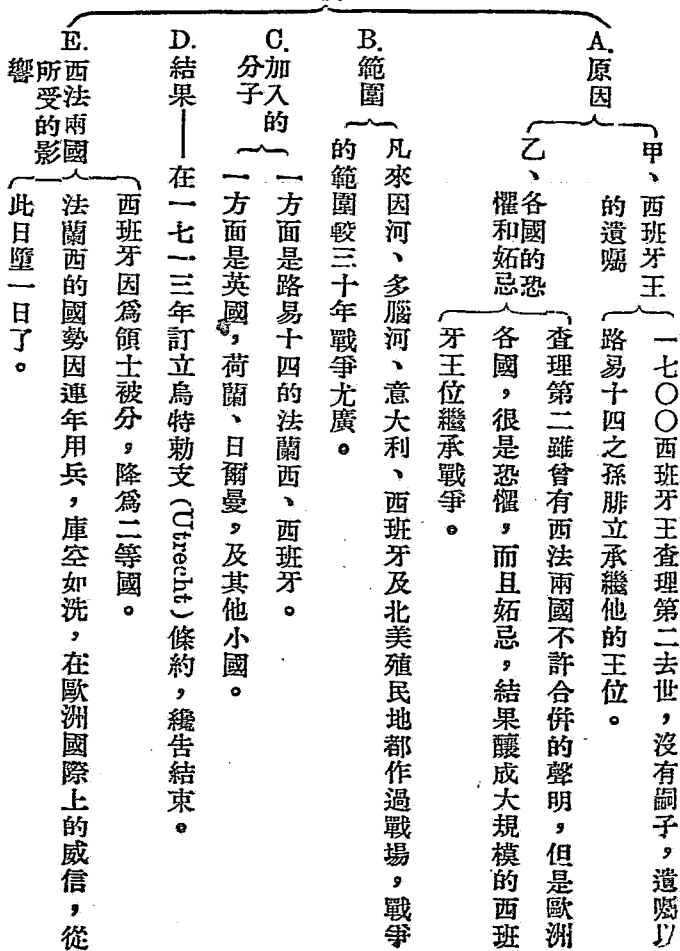 A. 原因
甲、西班牙王
的遺囑
一七〇〇西班牙王查理第二去世，沒有嗣子，遺囑以
路易十四之孫腓立承繼他的王位。
乙、各國的恐
懼和妬忌
查理第二雖曾有西法兩國不許合併的聲明，但是歐洲
各國，很是恐懼，而且妬忌，結果釀成大規模的西班
牙王位繼承戰爭。
B. 範圍
凡來因河、多腦河、意大利、西班牙及北美殖民地都作過戰場，戰爭
的範圍較三十年戰爭尤廣。
C. 加入的
分子
一方面是路易十四的法蘭西、西班牙。
一方面是英國，荷蘭、日爾曼，及其他小國。
D. 結果——在一七一三年訂立烏特勒支(Utrecht)條約，纔告結束。
E. 西法兩國
所受的影
響
西班牙因爲領土被分，降爲二等國。
法蘭西的國勢因連年用兵，庫空如洗，在歐洲國際上的威信，從
此日墮一日了。